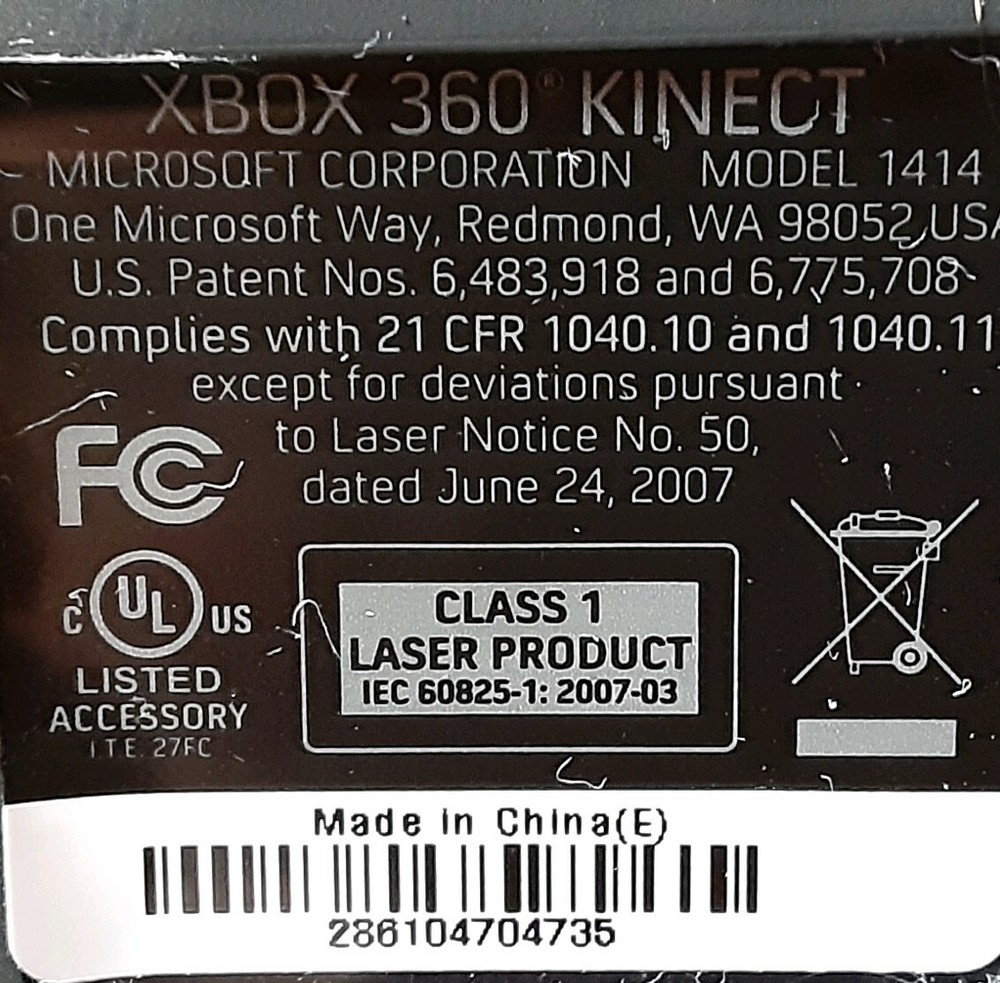 XBOX 360® KINECT
MICROSOFT CORPORATION MODEL 1414
One Microsoft Way, Redmond, WA 98052,USA
U.S. Patent Nos. 6,483,918 and 6,775,708
Complies with 21 CFR 1040.10 and 1040.11
except for deviations pursuant
to Laser Notice No. 50,
dated June 24, 2007
FC
C UL US
LISTED
ACCESSORY
I.T.E. 27FC
CLASS 1
LASER PRODUCT
IEC 60825-1: 2007-03
Made in China(E)
286104704735